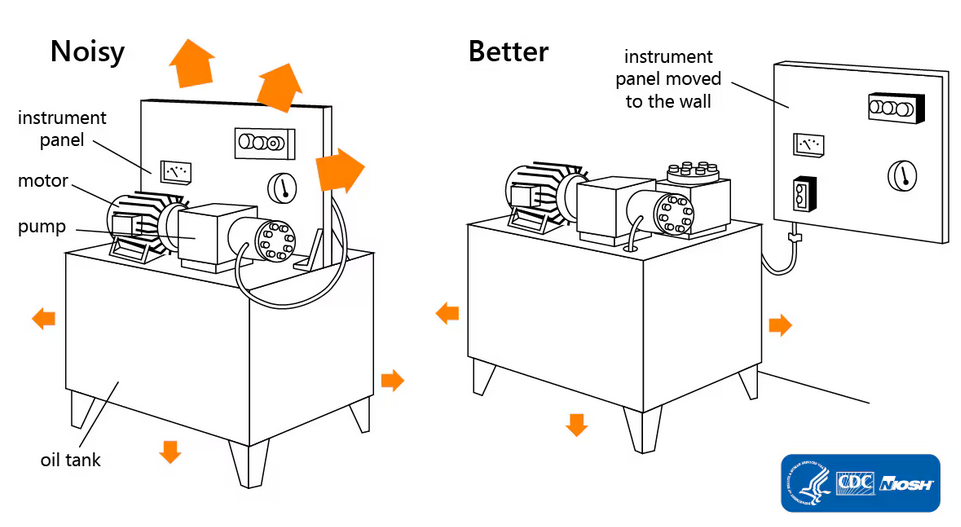 Noisy
Better
instrument
panel
motor
pump
oil tank
instrument
panel moved
to the wall
CDC
NIOSH